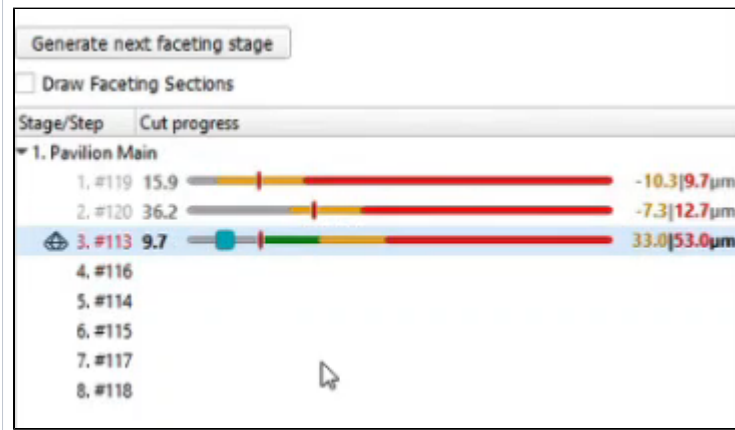 Generate next faceting stage
Draw Faceting Sections
Stage/Step Cut progress
1. Pavilion Main
1. #119 15.9 -10.3|9.7μm
2. #120 36.2 -7.3|12.7μm
3. #113 9.7 33.0|53.0μm
4. #116
5. #114
6. #115
7. #117
8. #118